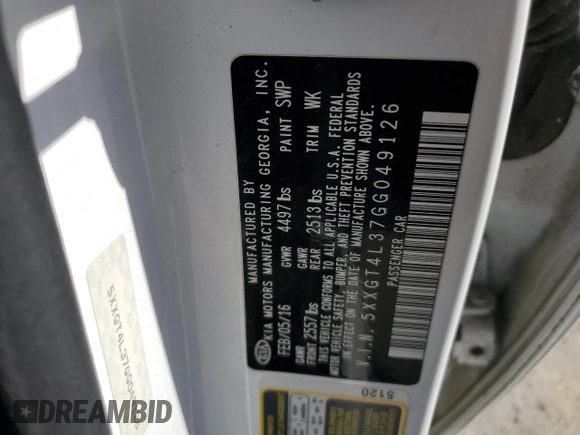 MANUFACTURED BY
KIA MOTORS MANUFACTURING GEORGIA, INC.
FEB/05/16 GVWR 4497lbs PAINT SWP
GAWR FRONT 2557lbs GAWR REAR 2513lbs TRIM WK
THIS VEHICLE CONFORMS TO ALL APPLICABLE U.S.A. FEDERAL
MOTOR VEHICLE SAFETY, BUMPER, AND THEFT PREVENTION STANDARDS
IN EFFECT ON THE DATE OF MANUFACTURE SHOWN ABOVE.
V.I.N. 5XXGT4L37GG049126
PASSENGER CAR
KIA
5120
DREAMBID